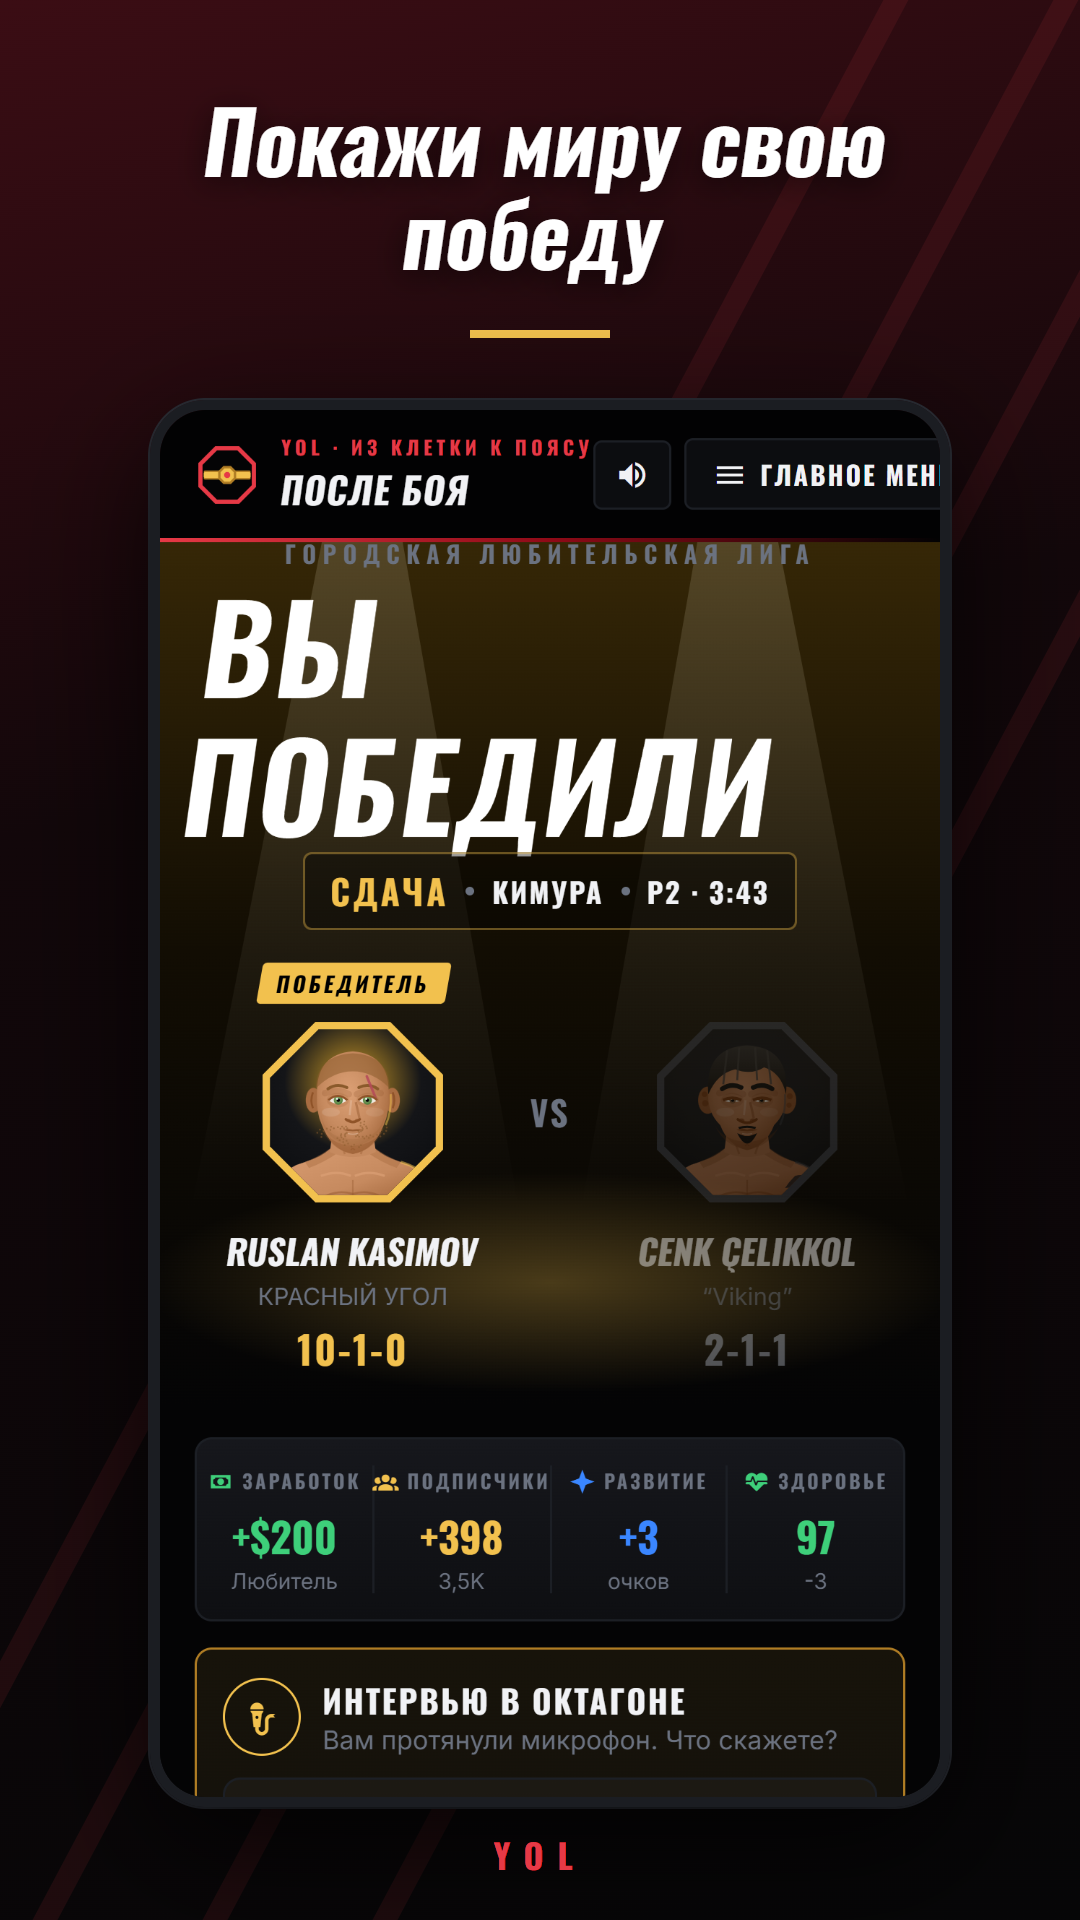 Покажи миру свою
победу
YOL · ИЗ КЛЕТКИ К ПОЯСУ
ПОСЛЕ БОЯ
ГЛАВНОЕ МЕН
ГОРОДСКАЯ ЛЮБИТЕЛЬСКАЯ ЛИГА
ВЫ
ПОБЕДИЛИ
СДАЧА • КИМУРА • Р2 · 3:43
ПОБЕДИТЕЛЬ
VS
RUSLAN KASIMOV
CENK ÇELIKKOL
КРАСНЫЙ УГОЛ
“Viking”
10-1-0
2-1-1
ЗАРАБОТОК ПОДПИСЧИКИ РАЗВИТИЕ ЗДОРОВЬЕ
+$200 +398 +3 97
Любитель 3,5K очков -3
ИНТЕРВЬЮ В ОКТАГОНЕ
Вам протянули микрофон. Что скажете?
YOL